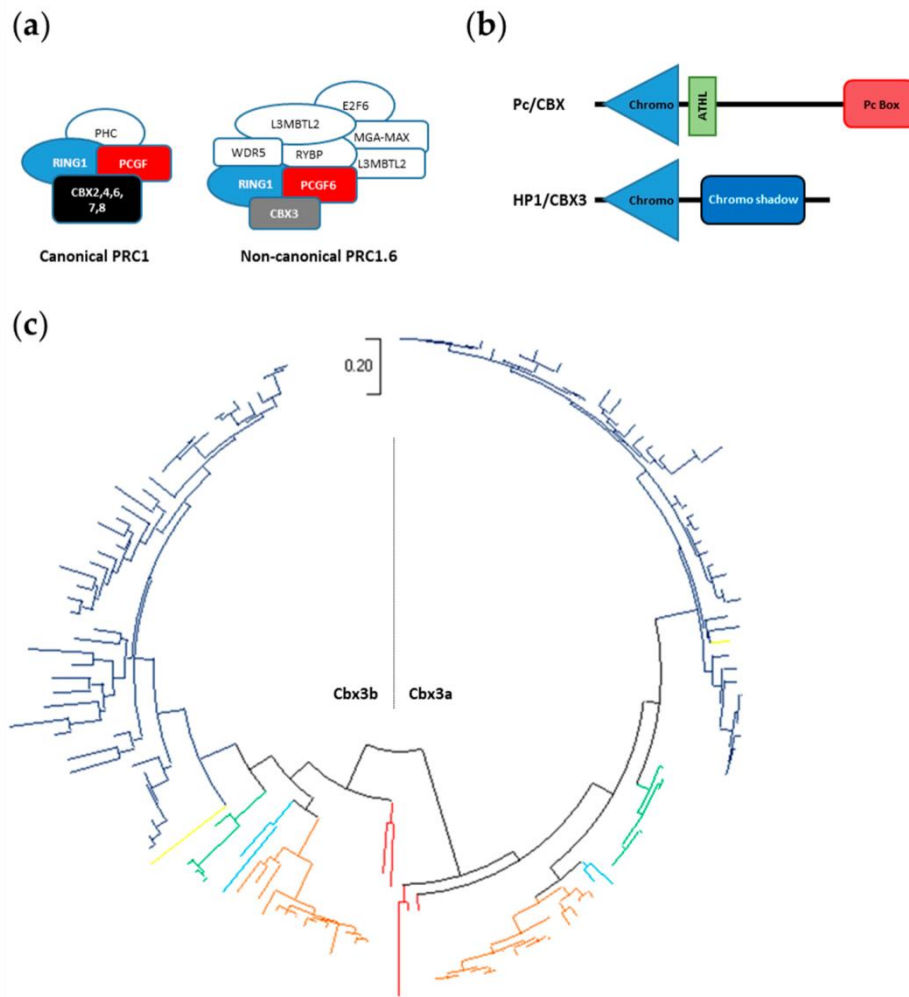 (a)
PHC
RING1
PCGF
CBX2,4,6,
7,8
Canonical PRC1
E2F6
L3MBTL2
MGA-MAX
WDR5
RYBP
L3MBTL2
RING1
PCGF6
CBX3
Non-canonical PRC1.6
(b)
Pc/CBX
Chromo
ATHL
Pc Box
HP1/CBX3
Chromo
Chromo shadow
(c)
0.20
Cbx3b
Cbx3a